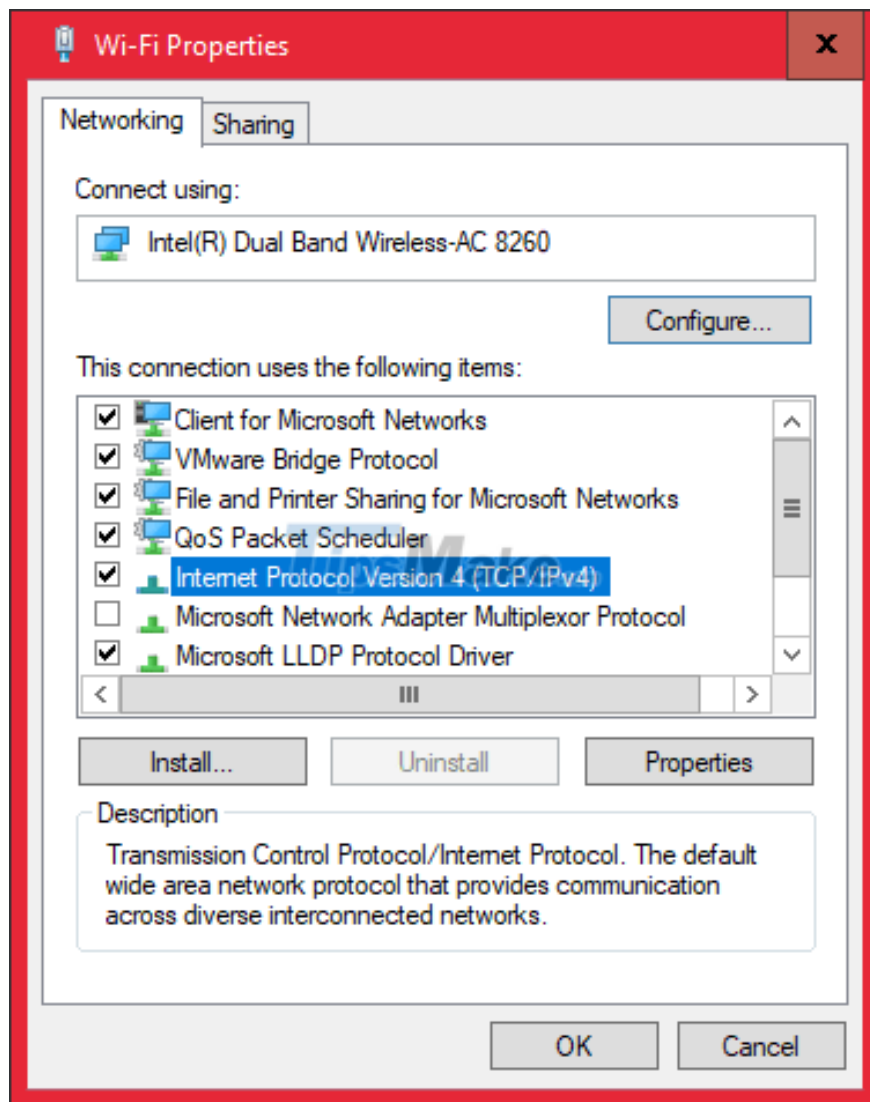 Wi-Fi Properties
x
Networking
Sharing
Connect using:
Intel(R) Dual Band Wireless-AC 8260
Configure...
This connection uses the following items:
Client for Microsoft Networks
VMware Bridge Protocol
File and Printer Sharing for Microsoft Networks
QoS Packet Scheduler
TipsMake
Internet Protocol Version 4 (TCP/IPv4)
Microsoft Network Adapter Multiplexor Protocol
Microsoft LLDP Protocol Driver
Install...
Uninstall
Properties
Description
Transmission Control Protocol/Internet Protocol. The default
wide area network protocol that provides communication
across diverse interconnected networks.
OK
Cancel